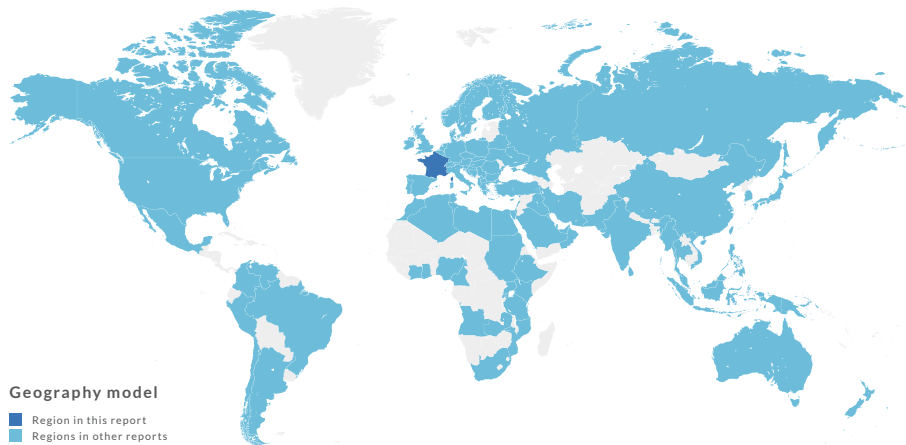 Geography model
Region in this report
Regions in other reports